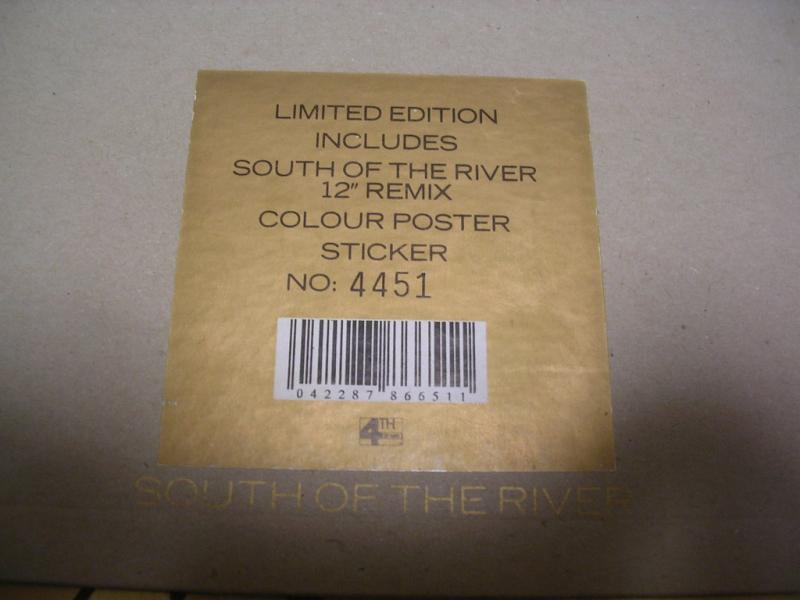 LIMITED EDITION
INCLUDES
SOUTH OF THE RIVER
12" REMIX
COLOUR POSTER
STICKER
NO: 4451
042287 866511
4TH
SOUTH OF THE RIVER